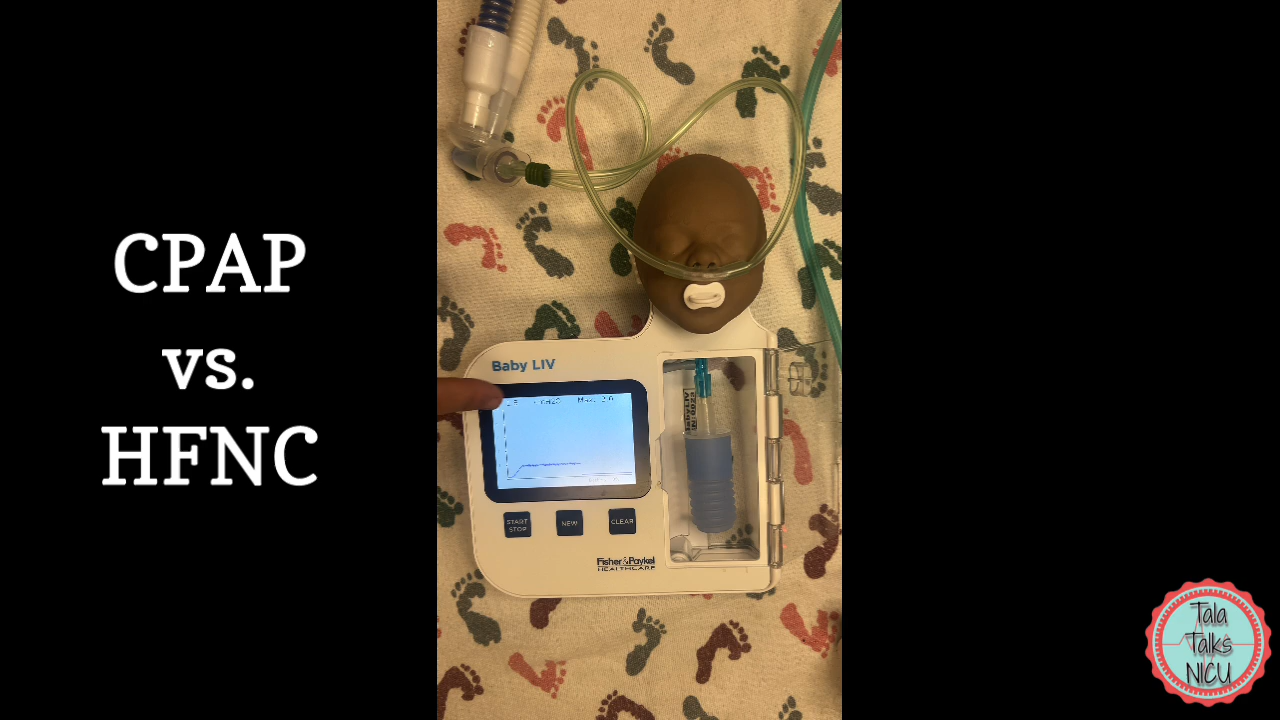 CPAP
vs.
HFNC
Baby LIV
START
STOP
NEW
CLEAR
Fisher&Paykel
HEALTHCARE
Tala
Talks
NICU